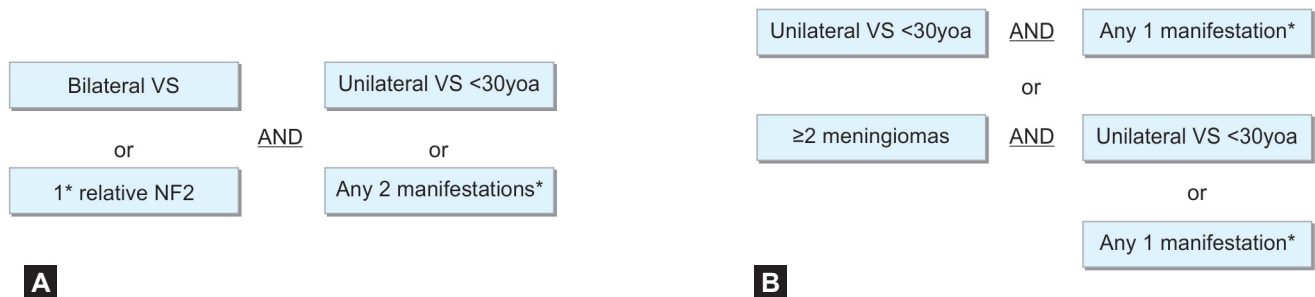 Bilateral VS
or
1* relative NF2
AND
Unilateral VS <30yoa
or
Any 2 manifestations*
A
Unilateral VS <30yoa AND Any 1 manifestation*
or
≥2 meningiomas AND Unilateral VS <30yoa
or
Any 1 manifestation*
B